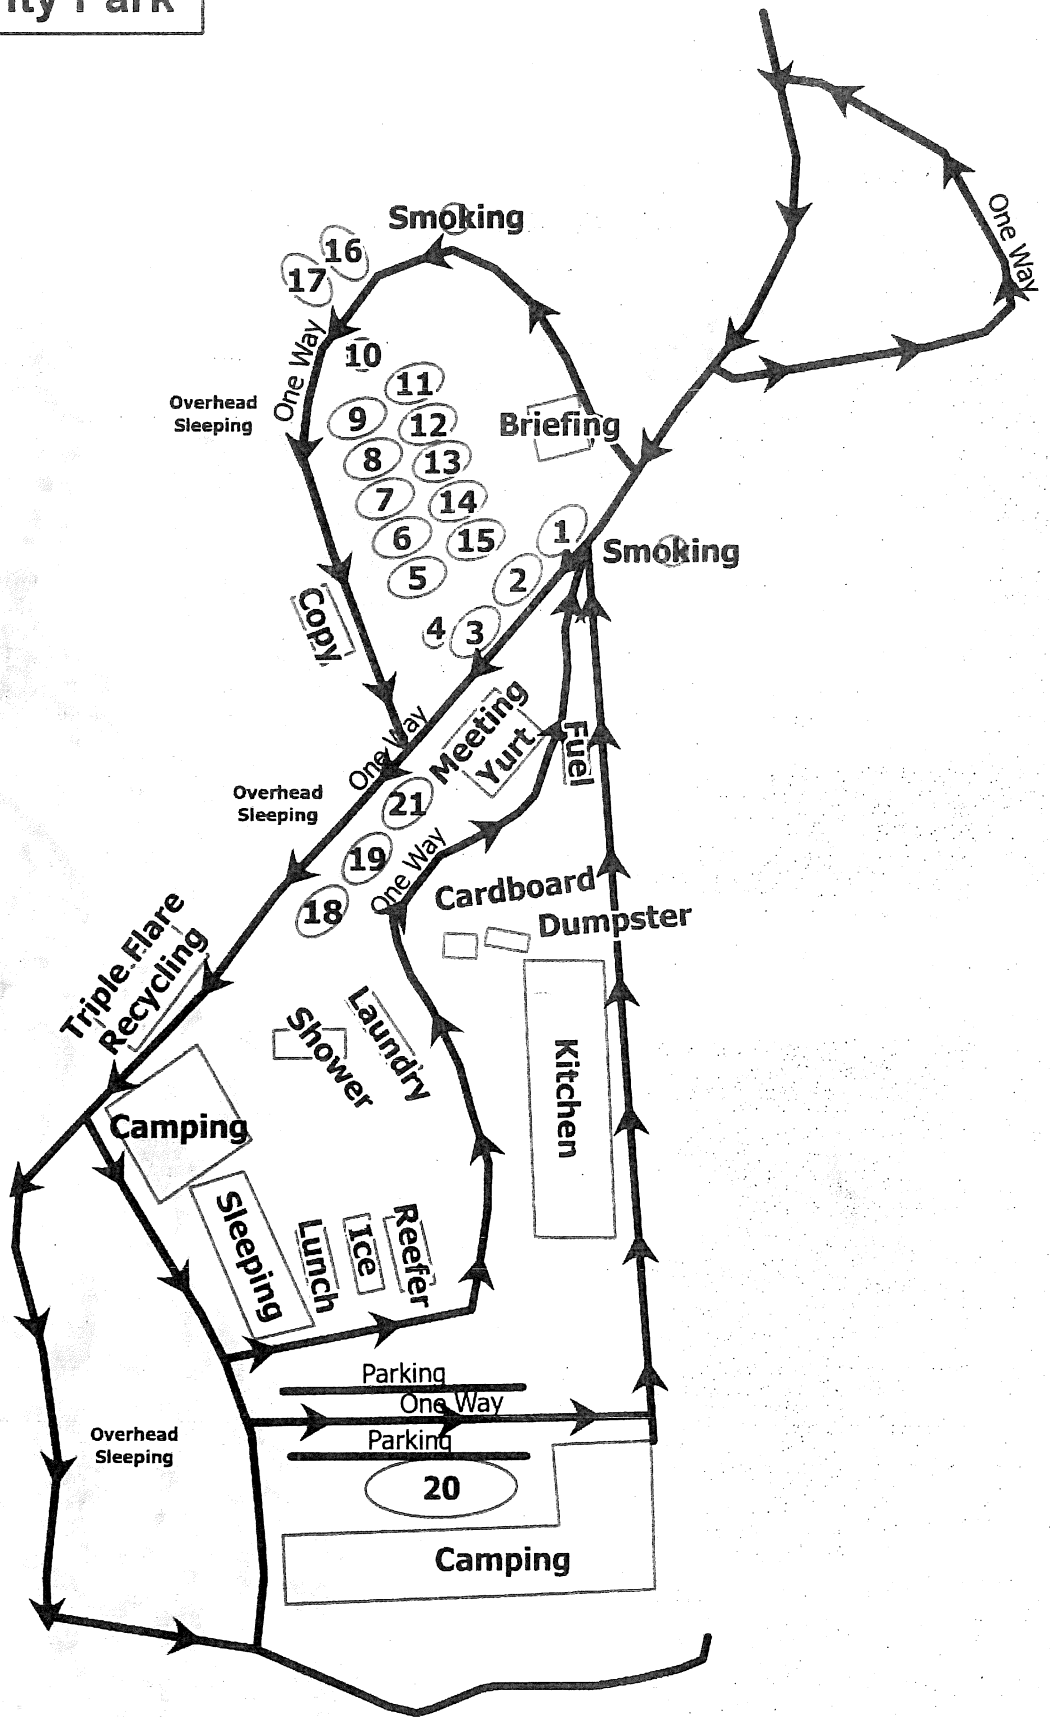 ity Park
Smoking
16
17
One Way
One Way
10
11
Overhead
Sleeping
9
12
Briefing
8
13
7
14
6
15
1
Smoking
5
2
Copy
4
3
Meeting
Yurt
Fuel
One Way
Overhead
Sleeping
21
19
One Way
18
Cardboard
Dumpster
Triple Flare
Recycling
Laundry
Shower
Kitchen
Camping
Sleeping
Lunch
Ice
Reefer
Parking
One Way
Parking
Overhead
Sleeping
20
Camping